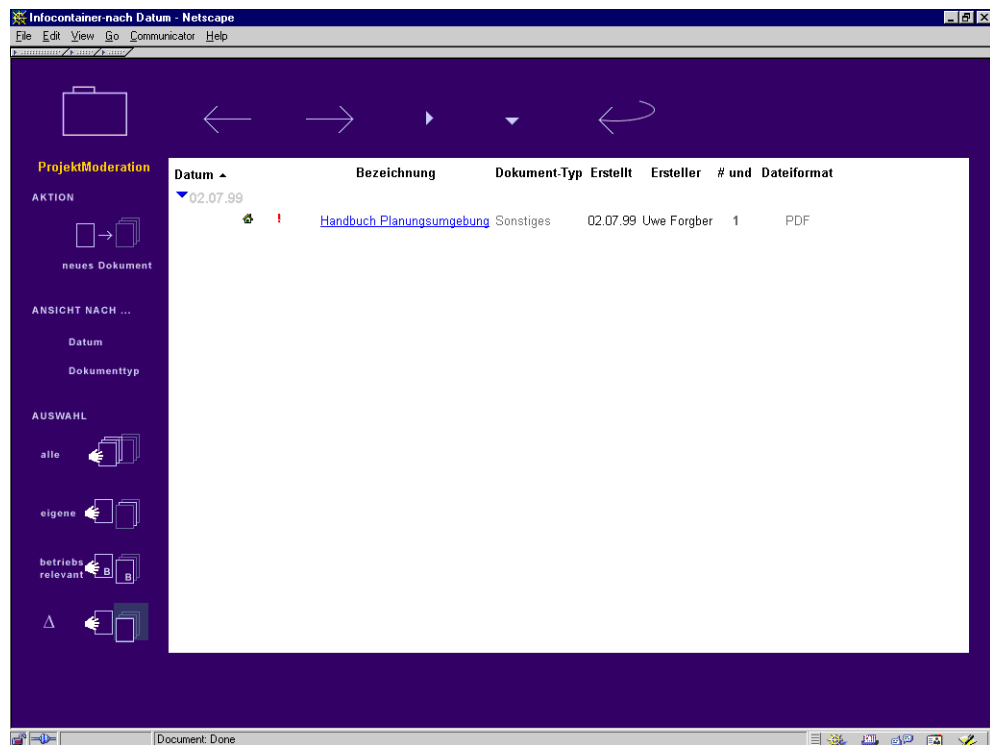 Infocontainer-nach Datum - Netscape
File Edit View Go Communicator Help
ProjektModeration
Datum Bezeichnung Dokument-Typ Erstellt Ersteller # und Dateiformat
AKTION
02.07.99
! Handbuch Planungsumgebung Sonstiges 02.07.99 Uwe Forgber 1 PDF
neues Dokument
ANSICHT NACH ...
Datum
Dokumenttyp
AUSWAHL
alle
eigene
betriebs
relevant B B
Δ
Document: Done